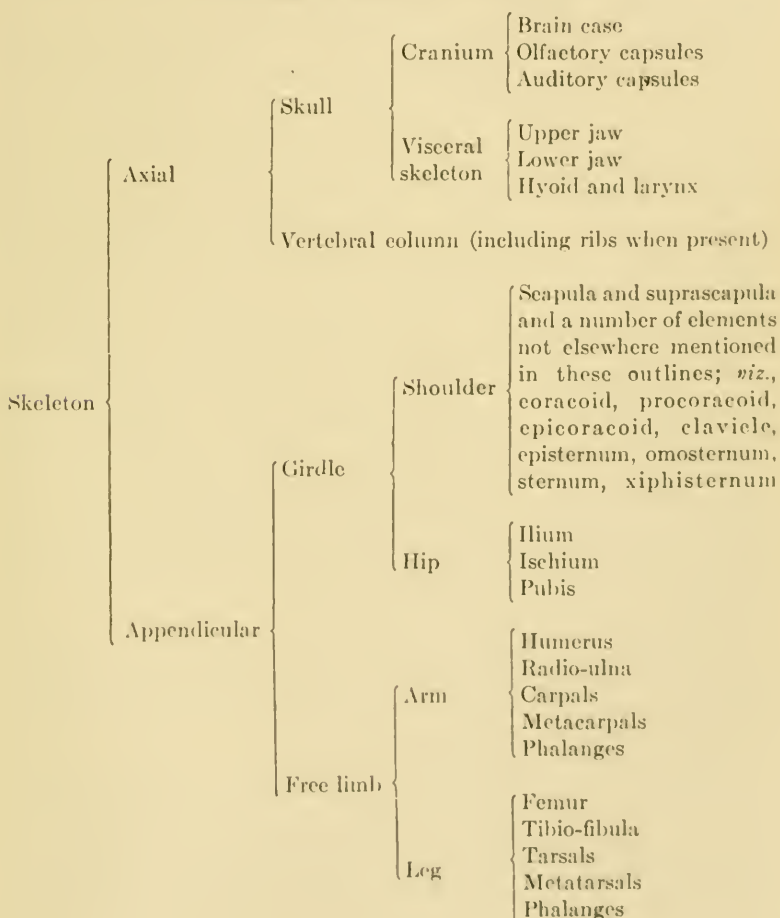 Skeleton
Axial
Skull
Cranium
Brain case
Olfactory capsules
Auditory capsules
Visceral
skeleton
Upper jaw
Lower jaw
Hyoid and larynx
Vertebral column (including ribs when present)
Appendicular
Girdle
Shoulder
Scapula and suprascapula
and a number of elements
not elsewhere mentioned
in these outlines; viz.,
coracoid, procoracoid,
epicoracoid, clavicle,
episternum, omosternum,
sternum, xiphisternum
Hip
Ilium
Ischium
Pubis
Free limb
Arm
Humerus
Radio-ulna
Carpals
Metacarpals
Phalanges
Leg
Femur
Tibio-fibula
Tarsals
Metatarsals
Phalanges